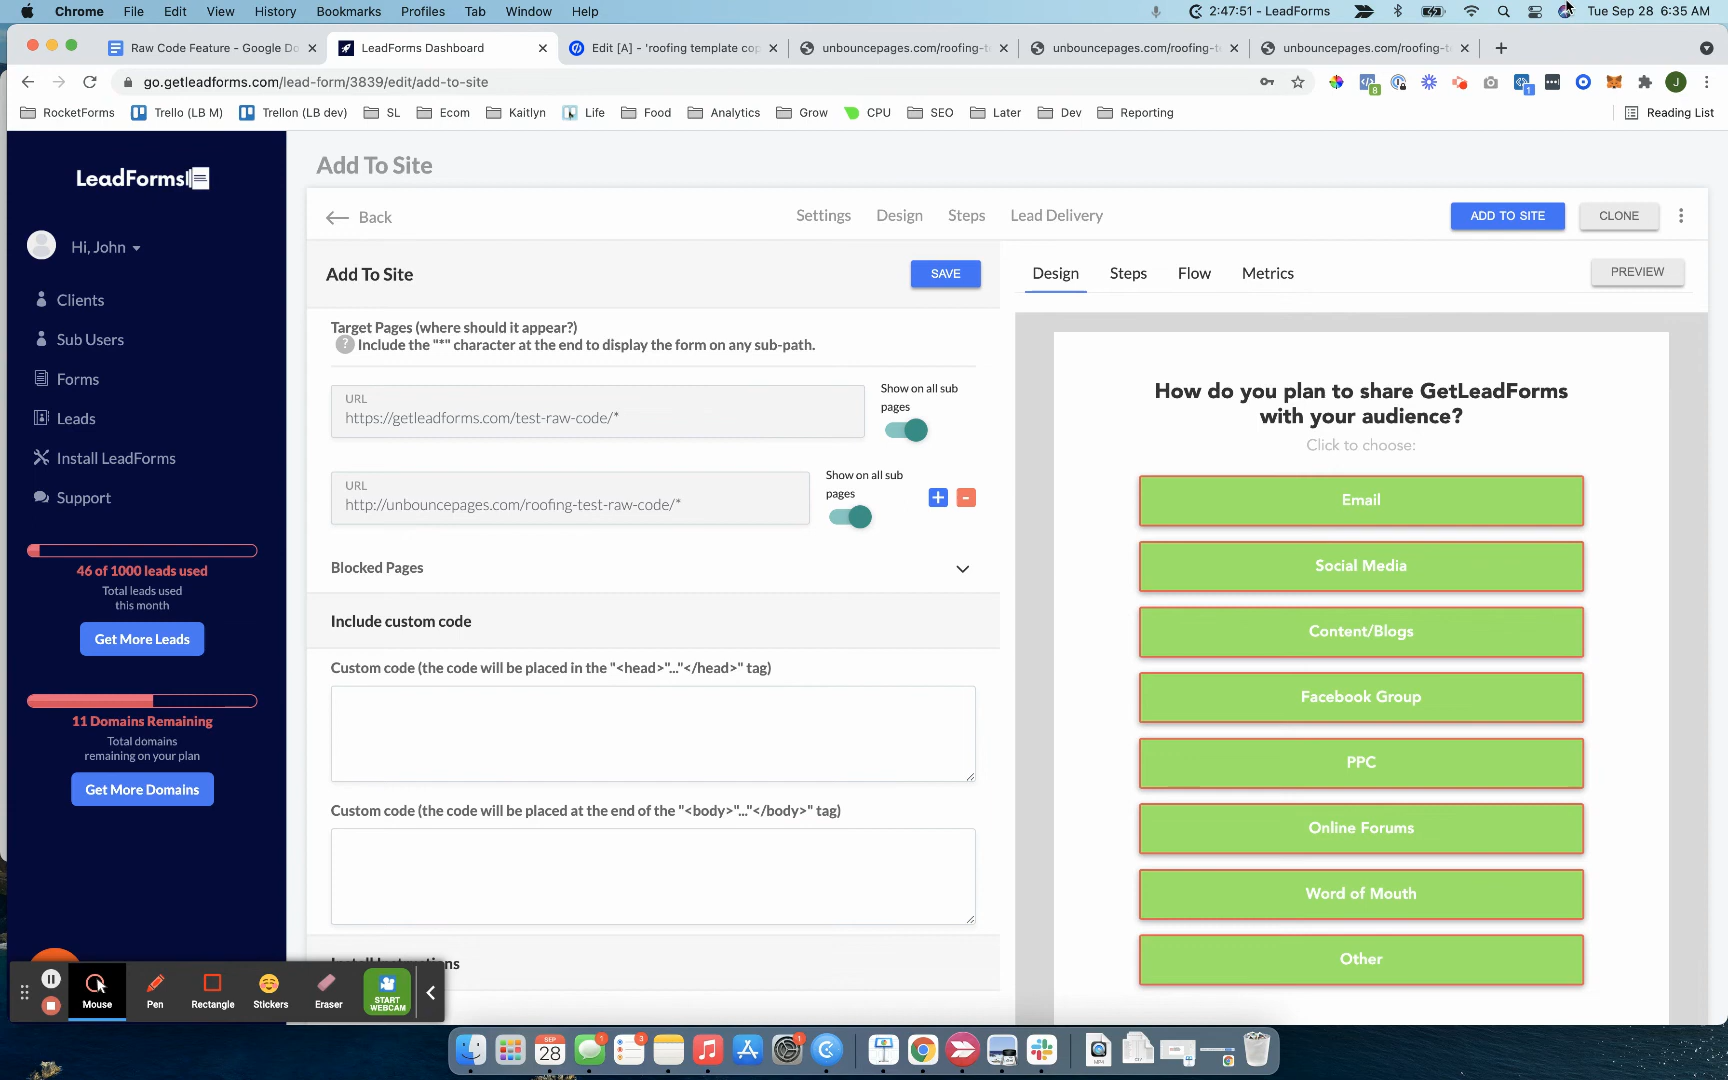 Chrome File Edit View History Bookmarks Profiles Tab Window Help
2:47:51 - LeadForms Tue Sep 28 6:35 AM
Raw Code Feature - Google Do
LeadForms Dashboard
Edit [A] - 'roofing template cop
unbouncepages.com/roofing-t
unbouncepages.com/roofing-t
unbouncepages.com/roofing-t
go.getleadforms.com/lead-form/3839/edit/add-to-site
8
1
J
RocketForms Trello (LB M) Trellon (LB dev) SL Ecom Kaitlyn Life Food Analytics Grow CPU SEO Later Dev Reporting Reading List
LeadForms
Hi, John
Clients
Sub Users
Forms
Leads
Install LeadForms
Support
46 of 1000 leads used
Total leads used
this month
Get More Leads
11 Domains Remaining
Total domains
remaining on your plan
Get More Domains
Add To Site
Back
Settings Design Steps Lead Delivery
ADD TO SITE
CLONE
Add To Site
SAVE
Target Pages (where should it appear?)
? Include the "*" character at the end to display the form on any sub-path.
URL
https://getleadforms.com/test-raw-code/*
Show on all sub
pages
URL
http://unbouncepages.com/roofing-test-raw-code/*
Show on all sub
pages
+ -
Blocked Pages
Include custom code
Custom code (the code will be placed in the "<head>"..."</head>" tag)
Custom code (the code will be placed at the end of the "<body>"..."</body>" tag)
Design Steps Flow Metrics
PREVIEW
How do you plan to share GetLeadForms
with your audience?
Click to choose:
Email
Social Media
Content/Blogs
Facebook Group
PPC
Online Forums
Word of Mouth
Other
Mouse Pen Rectangle Stickers Eraser
START
WEBCAM
SEP
28
1
3
1